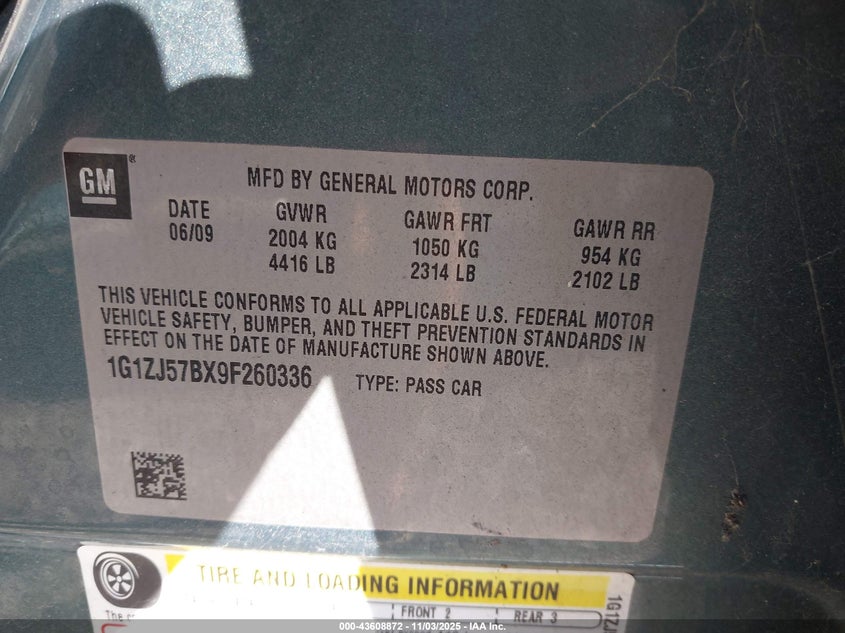 GM
®
MFD BY GENERAL MOTORS CORP.
DATE GVWR GAWR FRT GAWR RR
06/09 2004 KG 1050 KG 954 KG
4416 LB 2314 LB 2102 LB
THIS VEHICLE CONFORMS TO ALL APPLICABLE U.S. FEDERAL MOTOR
VEHICLE SAFETY, BUMPER, AND THEFT PREVENTION STANDARDS IN
EFFECT ON THE DATE OF MANUFACTURE SHOWN ABOVE.
1G1ZJ57BX9F260336 TYPE: PASS CAR
TIRE AND LOADING INFORMATION
FRONT 2 REAR 3
The
1G1ZJ
000-43608872 - 11/03/2025 - IAA Inc.